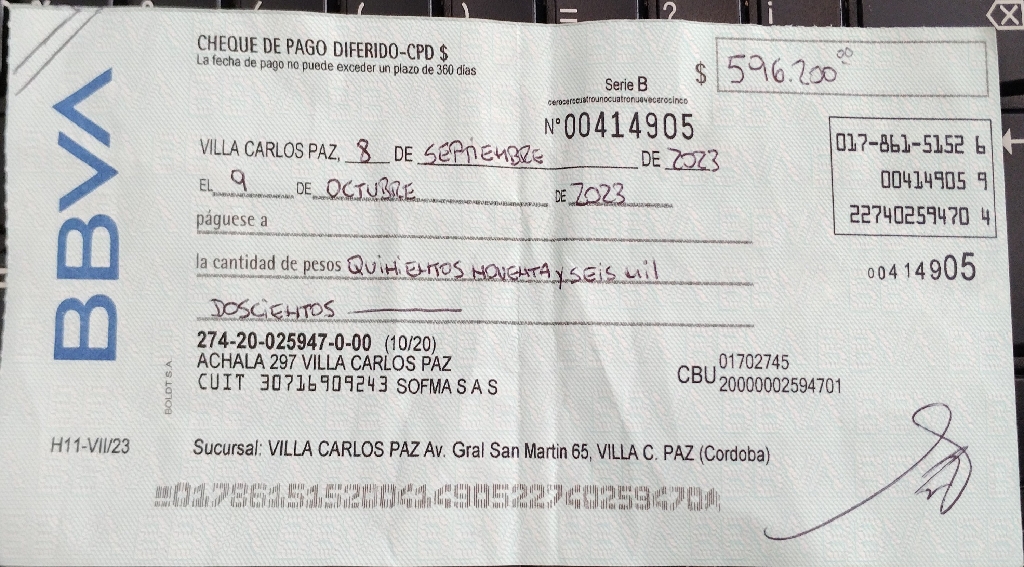 BBVA
CHEQUE DE PAGO DIFERIDO-CPD $
La fecha de pago no puede exceder un plazo de 360 días
$ 596.200⁰⁰
Serie B
cerocerocuatrounocuatronuevecerocinco
N° 00414905
VILLA CARLOS PAZ, 8 DE SEPTIEMBRE DE 2023
EL 9 DE OCTUBRE DE 2023
017-861-5152 6
00414905 9
22740259470 4
páguese a
la cantidad de pesos QUINIENTOS NOVENTA y SEIS mil
00414905
DOSCIENTOS
274-20-025947-0-00 (10/20)
ACHALA 297 VILLA CARLOS PAZ
CUIT 30716909243 SOFMA S A S
CBU 01702745
20000002594701
BOLDT S.A.
H11-VII/23
Sucursal: VILLA CARLOS PAZ Av. Gral San Martin 65, VILLA C. PAZ (Cordoba)
01786151520041490522740259470